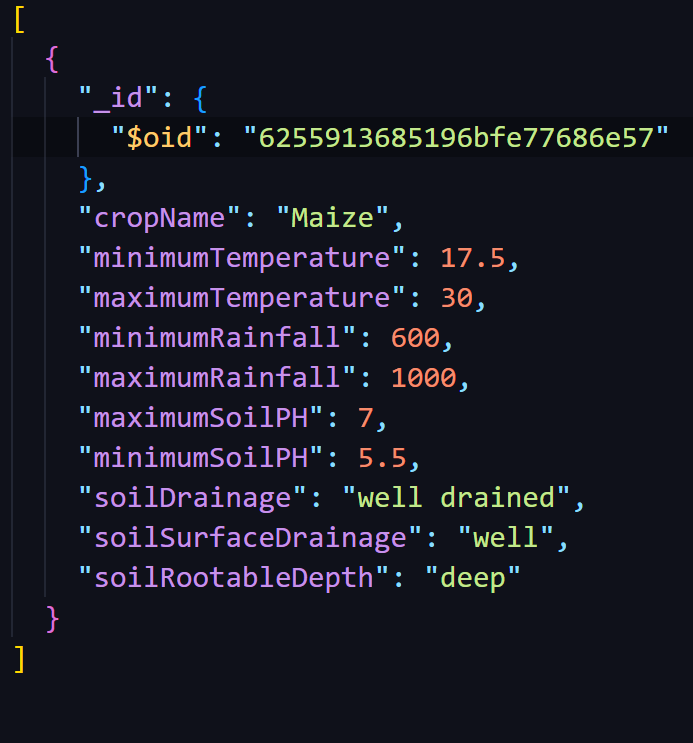 [
{
"_id": {
"$oid": "6255913685196bfe77686e57"
},
"cropName": "Maize",
"minimumTemperature": 17.5,
"maximumTemperature": 30,
"minimumRainfall": 600,
"maximumRainfall": 1000,
"maximumSoilPH": 7,
"minimumSoilPH": 5.5,
"soilDrainage": "well drained",
"soilSurfaceDrainage": "well",
"soilRootableDepth": "deep"
}
]